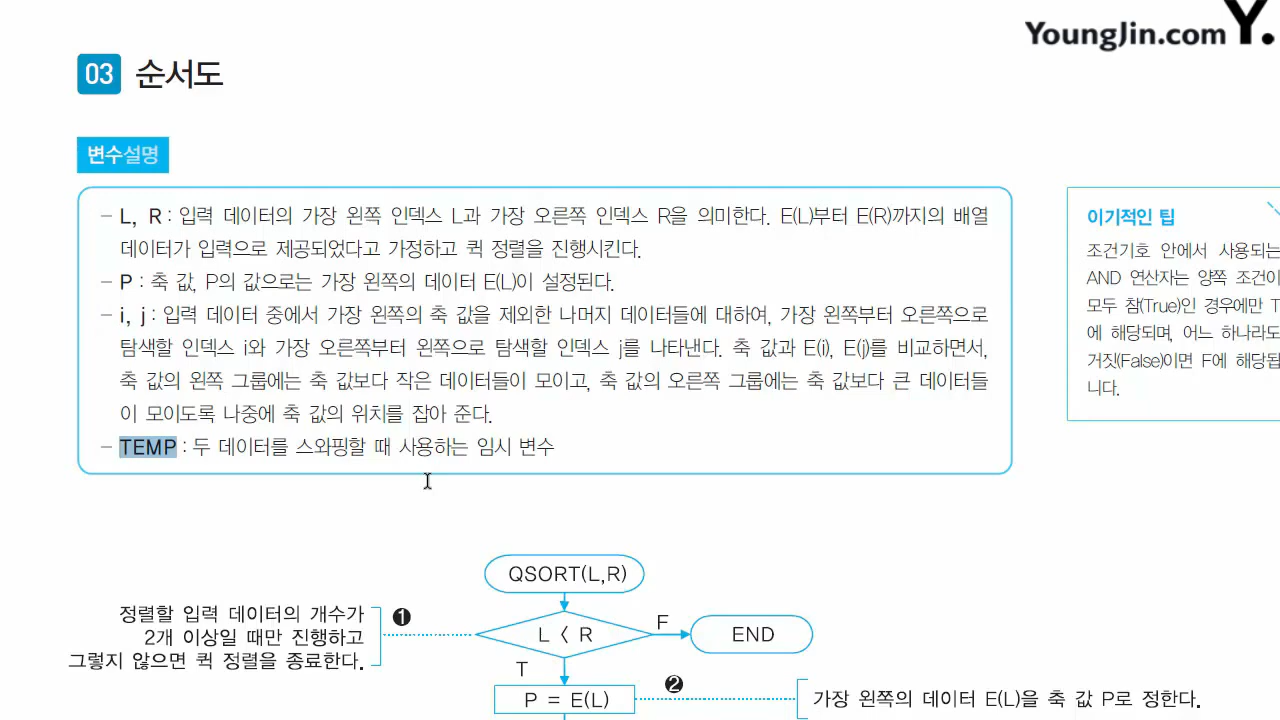 YoungJin.com Y.
03 순서도
변수설명
– L, R : 입력 데이터의 가장 왼쪽 인덱스 L과 가장 오른쪽 인덱스 R을 의미한다. E(L)부터 E(R)까지의 배열
데이터가 입력으로 제공되었다고 가정하고 퀵 정렬을 진행시킨다.
– P : 축 값, P의 값으로는 가장 왼쪽의 데이터 E(L)이 설정된다.
– i, j : 입력 데이터 중에서 가장 왼쪽의 축 값을 제외한 나머지 데이터들에 대하여, 가장 왼쪽부터 오른쪽으로
탐색할 인덱스 i와 가장 오른쪽부터 왼쪽으로 탐색할 인덱스 j를 나타낸다. 축 값과 E(i), E(j)를 비교하면서,
축 값의 왼쪽 그룹에는 축 값보다 작은 데이터들이 모이고, 축 값의 오른쪽 그룹에는 축 값보다 큰 데이터들
이 모이도록 나중에 축 값의 위치를 잡아 준다.
– TEMP : 두 데이터를 스와핑할 때 사용하는 임시 변수
이기적인 팁
조건기호 안에서 사용되는
AND 연산자는 양쪽 조건이
모두 참(True)인 경우에만 T
에 해당되며, 어느 하나라도
거짓(False)이면 F에 해당됩
니다.
QSORT(L,R)
정렬할 입력 데이터의 개수가
2개 이상일 때만 진행하고
그렇지 않으면 퀵 정렬을 종료한다.
❶
L < R
F
END
T
P = E(L)
❷
가장 왼쪽의 데이터 E(L)을 축 값 P로 정한다.